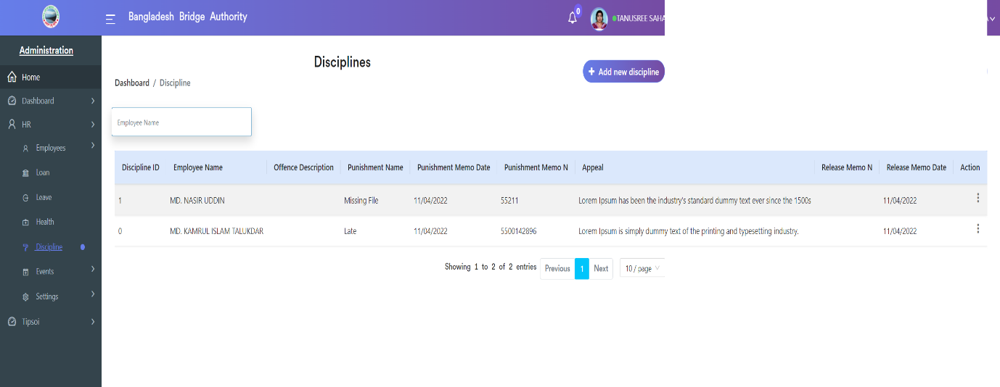 Bangladesh Bridge Authority
0
TANUSREE SAHA
Administration
Home
Dashboard
HR
Employees
Loan
Leave
Health
Discipline
Events
Settings
Tipsoi
Disciplines
+ Add new discipline
Dashboard / Discipline
Employee Name
Discipline ID Employee Name Offence Description Punishment Name Punishment Memo Date Punishment Memo N Appeal Release Memo N Release Memo Date Action
1 MD. NASIR UDDIN Missing File 11/04/2022 55211 Lorem Ipsum has been the industry's standard dummy text ever since the 1500s 11/04/2022
0 MD. KAMRUL ISLAM TALUKDAR Late 11/04/2022 5500142896 Lorem Ipsum is simply dummy text of the printing and typesetting industry. 11/04/2022
Showing 1 to 2 of 2 entries Previous 1 Next 10 / page